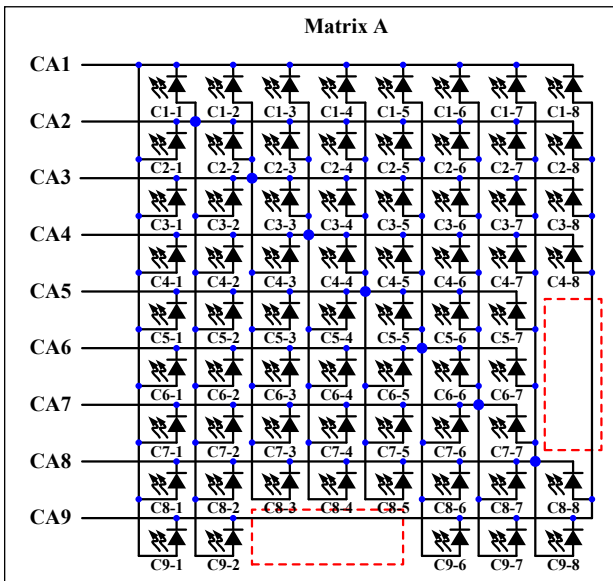 Matrix A
CA1
C1-1 C1-2 C1-3 C1-4 C1-5 C1-6 C1-7 C1-8
CA2
C2-1 C2-2 C2-3 C2-4 C2-5 C2-6 C2-7 C2-8
CA3
C3-1 C3-2 C3-3 C3-4 C3-5 C3-6 C3-7 C3-8
CA4
C4-1 C4-2 C4-3 C4-4 C4-5 C4-6 C4-7 C4-8
CA5
C5-1 C5-2 C5-3 C5-4 C5-5 C5-6 C5-7
CA6
C6-1 C6-2 C6-3 C6-4 C6-5 C6-6 C6-7
CA7
C7-1 C7-2 C7-3 C7-4 C7-5 C7-6 C7-7
CA8
C8-1 C8-2 C8-3 C8-4 C8-5 C8-6 C8-7 C8-8
CA9
C9-1 C9-2 C9-6 C9-7 C9-8